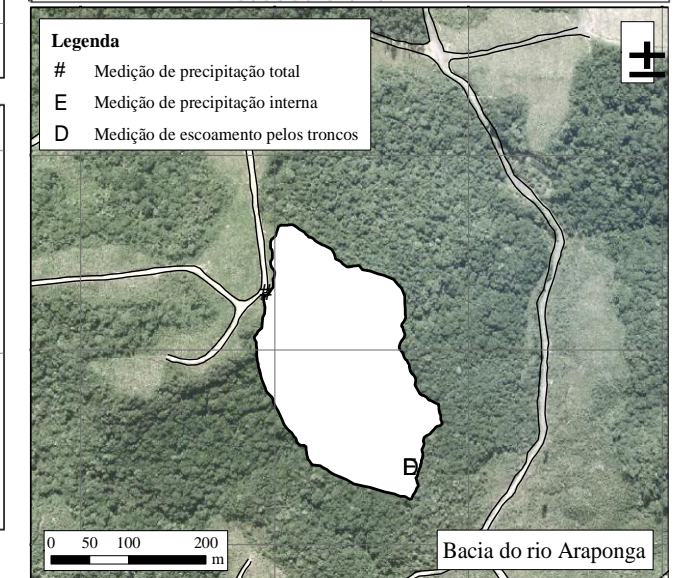 Legenda
# Medição de precipitação total
E Medição de precipitação interna
D Medição de escoamento pelos troncos
±
#
E
0 50 100 200
m
Bacia do rio Araponga